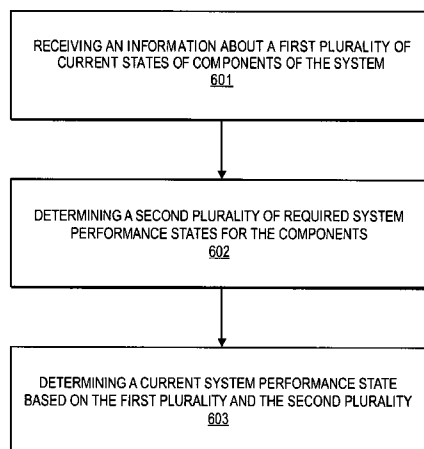 RECEIVING AN INFORMATION ABOUT A FIRST PLURALITY OF
CURRENT STATES OF COMPONENTS OF THE SYSTEM
601
DETERMINING A SECOND PLURALITY OF REQUIRED SYSTEM
PERFORMANCE STATES FOR THE COMPONENTS
602
DETERMINING A CURRENT SYSTEM PERFORMANCE STATE
BASED ON THE FIRST PLURALITY AND THE SECOND PLURALITY
603